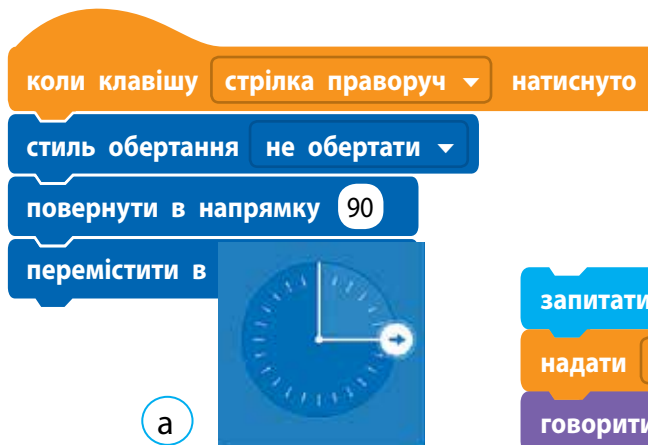 коли клавішу стрілка праворуч натиснуто
стиль обертання не обертати
повернути в напрямку 90
перемістити в
запитати
надати
говорити
а